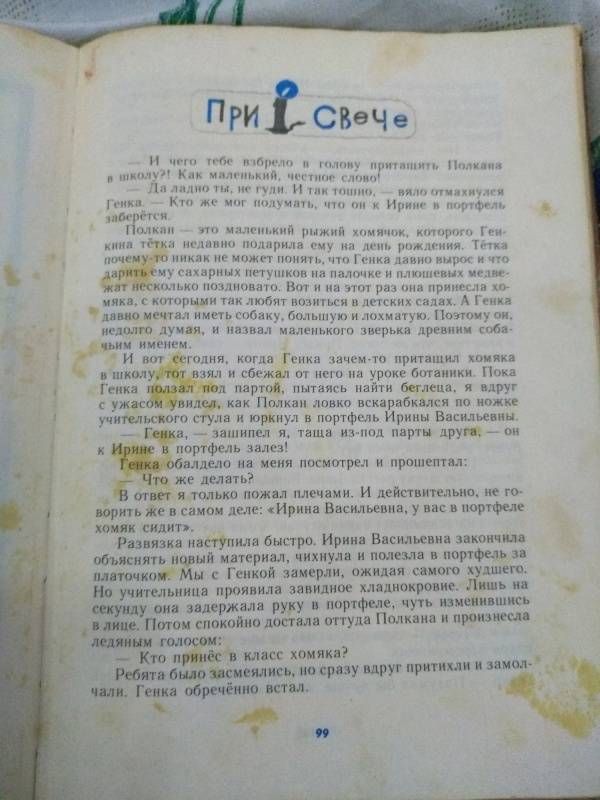 При свече
— И чего тебе взбрело в голову притащить Полкана
в школу?! Как маленький, честное слово!
— Да ладно ты, не гуди. И так тошно, — вяло отмахнулся
Генка. — Кто же мог подумать, что он к Ирине в портфель
заберётся.
Полкан — это маленький рыжий хомячок, которого Ген-
кина тётка недавно подарила ему на день рождения. Тётка
почему-то никак не может понять, что Генка давно вырос и что
дарить ему сахарных петушков на палочке и плюшевых медве-
жат несколько поздновато. Вот и на этот раз она принесла хо-
мяка, с которыми так любят возиться в детских садах. А Генка
давно мечтал иметь собаку, большую и лохматую. Поэтому он,
недолго думая, и назвал маленького зверька древним соба-
чьим именем.
И вот сегодня, когда Генка зачем-то притащил хомяка
в школу, тот взял и сбежал от него на уроке ботаники. Пока
Генка ползал под партой, пытаясь найти беглеца, я вдруг
с ужасом увидел, как Полкан ловко вскарабкался по ножке
учительского стула и юркнул в портфель Ирины Васильевны.
— Генка, — зашипел я, таща из-под парты друга, — он
к Ирине в портфель залез!
Генка обалдело на меня посмотрел и прошептал:
— Что же делать?
В ответ я только пожал плечами. И действительно, не го-
ворить же в самом деле: «Ирина Васильевна, у вас в портфеле
хомяк сидит».
Развязка наступила быстро. Ирина Васильевна закончила
объяснять новый материал, чихнула и полезла в портфель за
платочком. Мы с Генкой замерли, ожидая самого худшего.
Но учительница проявила завидное хладнокровие. Лишь на
секунду она задержала руку в портфеле, чуть изменившись
в лице. Потом спокойно достала оттуда Полкана и произнесла
ледяным голосом:
— Кто принёс в класс хомяка?
Ребята было засмеялись, но сразу вдруг притихли и замол-
чали. Генка обречённо встал.
99